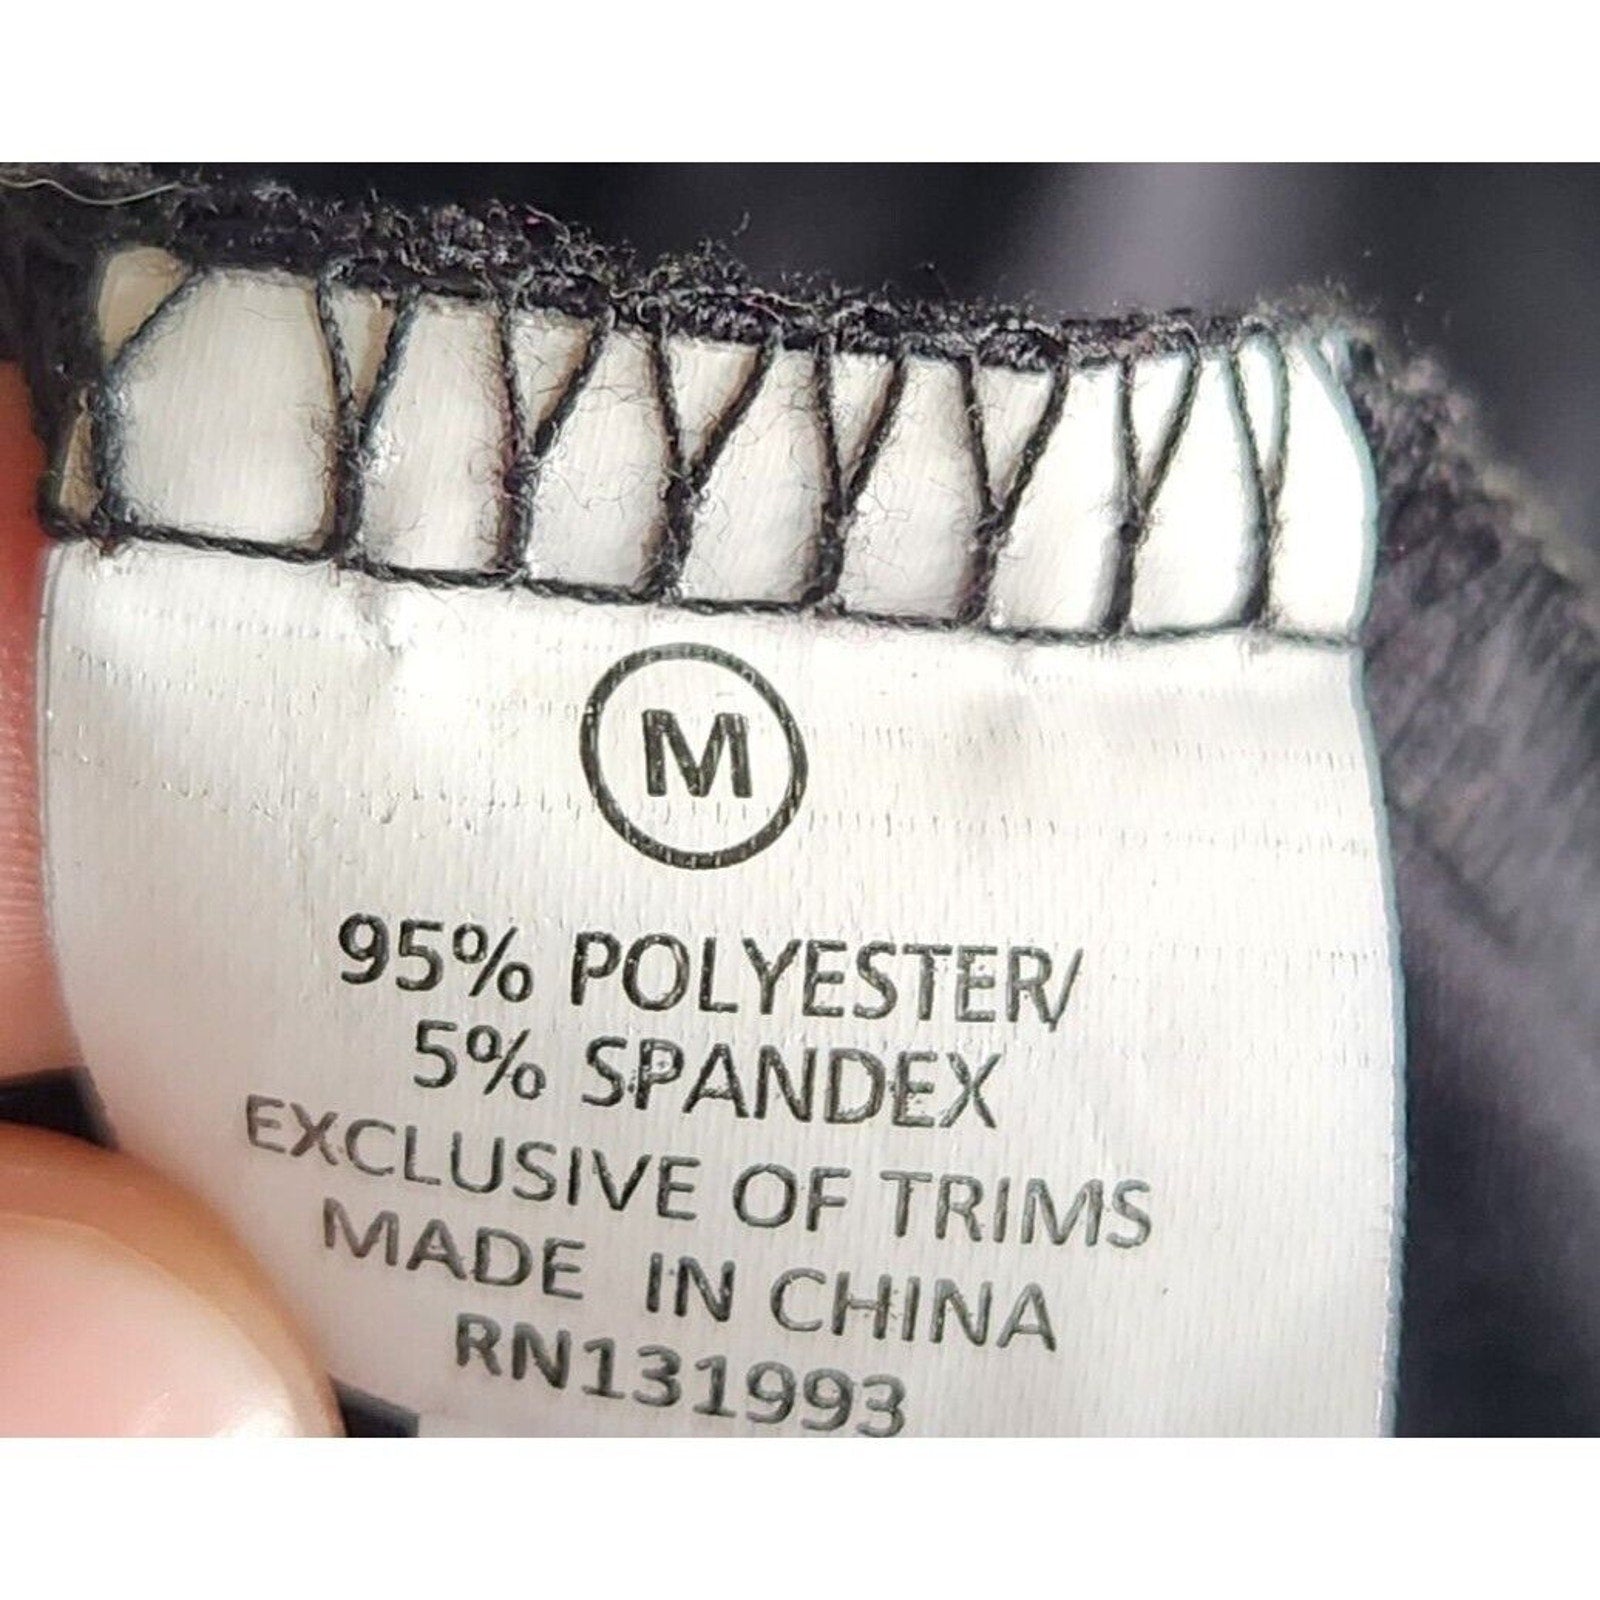 M
95% POLYESTER/
5% SPANDEX
EXCLUSIVE OF TRIMS
MADE IN CHINA
RN131993